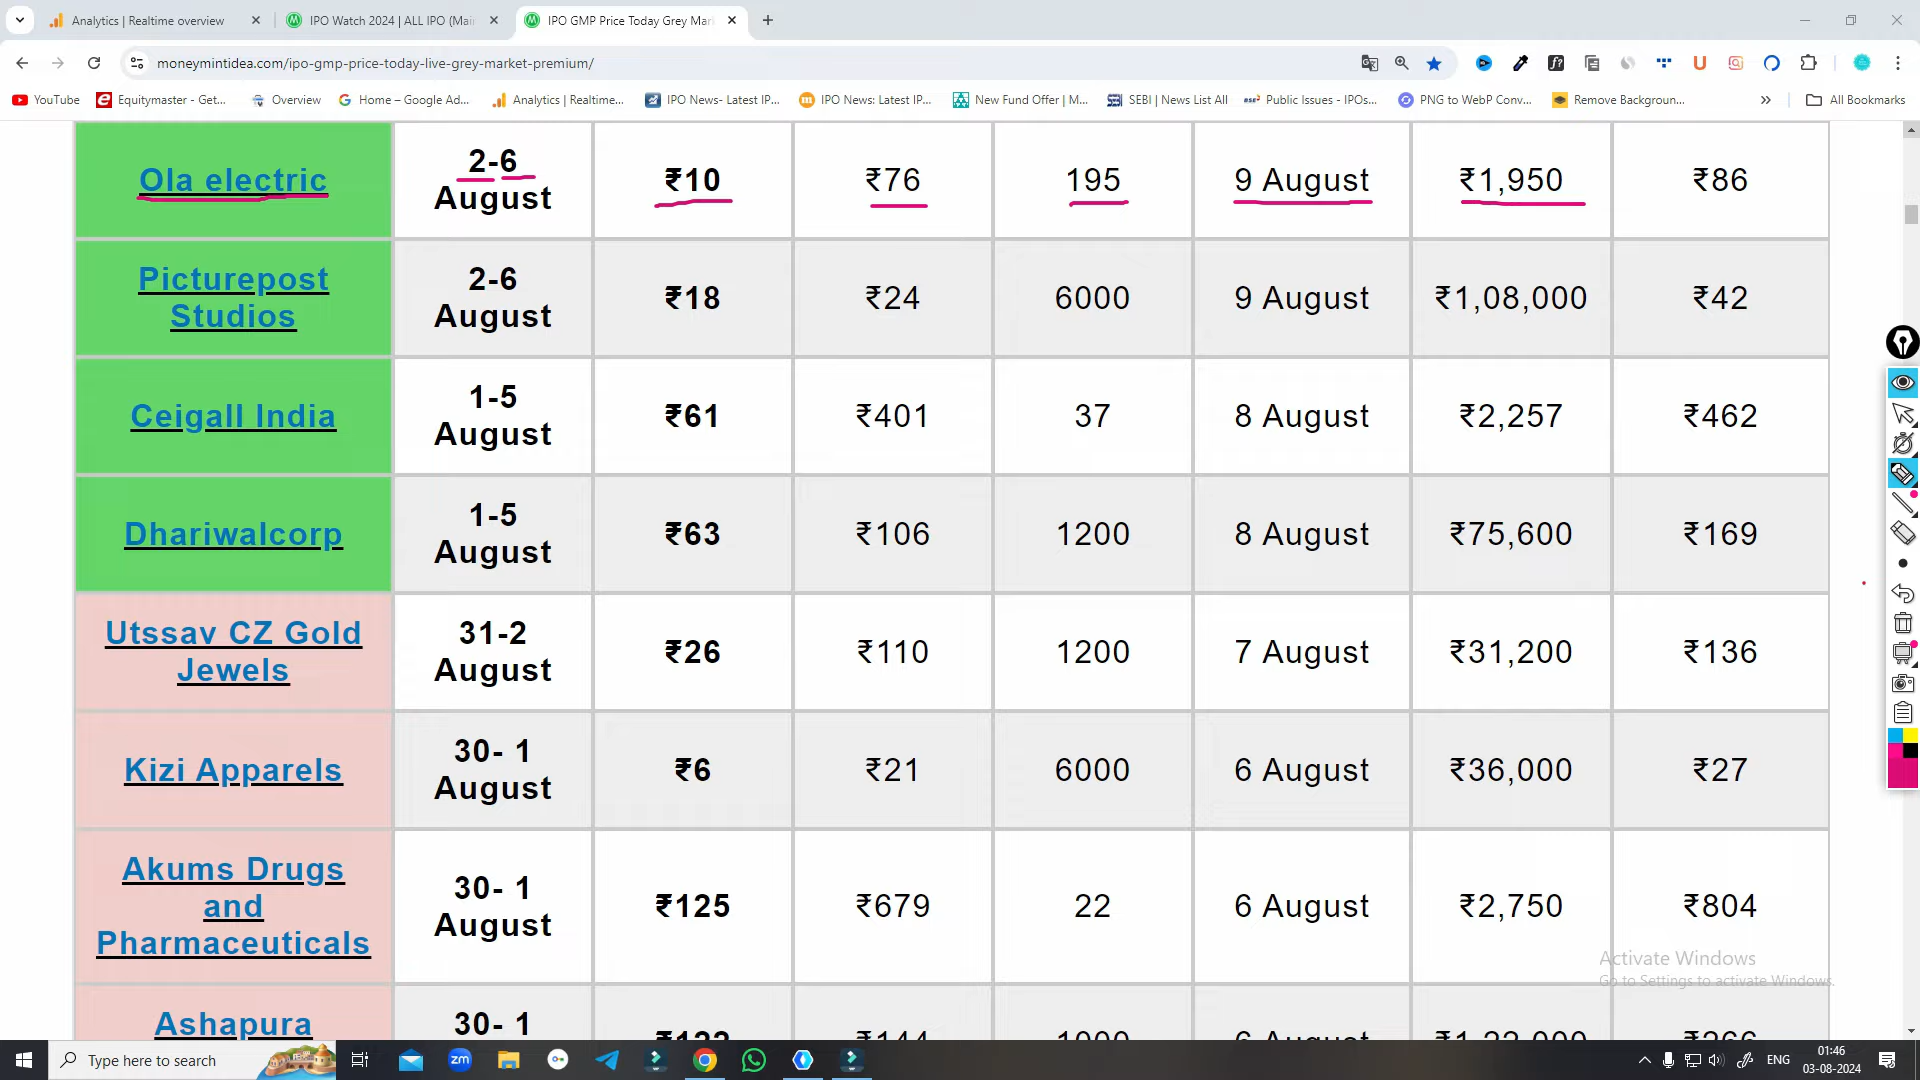 Analytics | Realtime overview
IPO Watch 2024 | ALL IPO (Mai
IPO GMP Price Today Grey Mar
moneymintidea.com/ipo-gmp-price-today-live-grey-market-premium/
YouTube
Equitymaster - Get...
Overview
Home – Google Ad...
Analytics | Realtime...
IPO News- Latest IP...
IPO News: Latest IP...
New Fund Offer | M...
SEBI | News List All
Public Issues - IPOs...
PNG to WebP Conv...
Remove Backgroun...
All Bookmarks
Ola electric 2-6 August ₹10 ₹76 195 9 August ₹1,950 ₹86
Picturepost Studios 2-6 August ₹18 ₹24 6000 9 August ₹1,08,000 ₹42
Ceigall India 1-5 August ₹61 ₹401 37 8 August ₹2,257 ₹462
Dhariwalcorp 1-5 August ₹63 ₹106 1200 8 August ₹75,600 ₹169
Utssav CZ Gold Jewels 31-2 August ₹26 ₹110 1200 7 August ₹31,200 ₹136
Kizi Apparels 30- 1 August ₹6 ₹21 6000 6 August ₹36,000 ₹27
Akums Drugs and Pharmaceuticals 30- 1 August ₹125 ₹679 22 6 August ₹2,750 ₹804
Activate Windows
Go to Settings to activate Windows.
Ashapura 30- 1
Type here to search
zm
ENG
01:46
03-08-2024